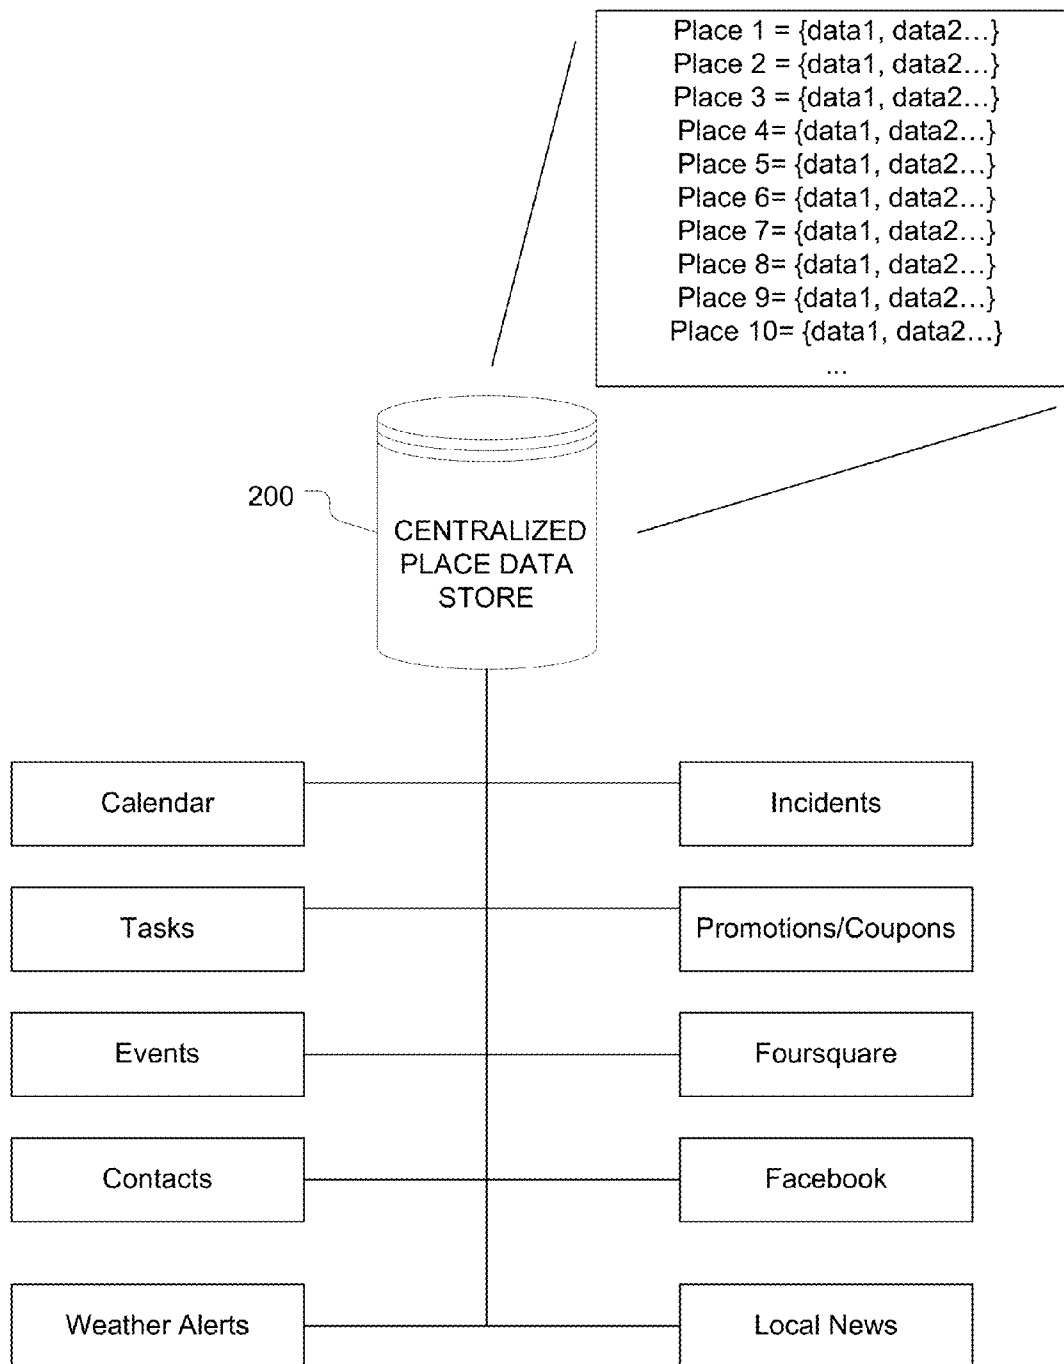 Place 1 = {data1, data2...}
Place 2 = {data1, data2...}
Place 3 = {data1, data2...}
Place 4= {data1, data2...}
Place 5= {data1, data2...}
Place 6= {data1, data2...}
Place 7= {data1, data2...}
Place 8= {data1, data2...}
Place 9= {data1, data2...}
Place 10= {data1, data2...}
...
200
CENTRALIZED
PLACE DATA
STORE
Calendar
Incidents
Tasks
Promotions/Coupons
Events
Foursquare
Contacts
Facebook
Weather Alerts
Local News